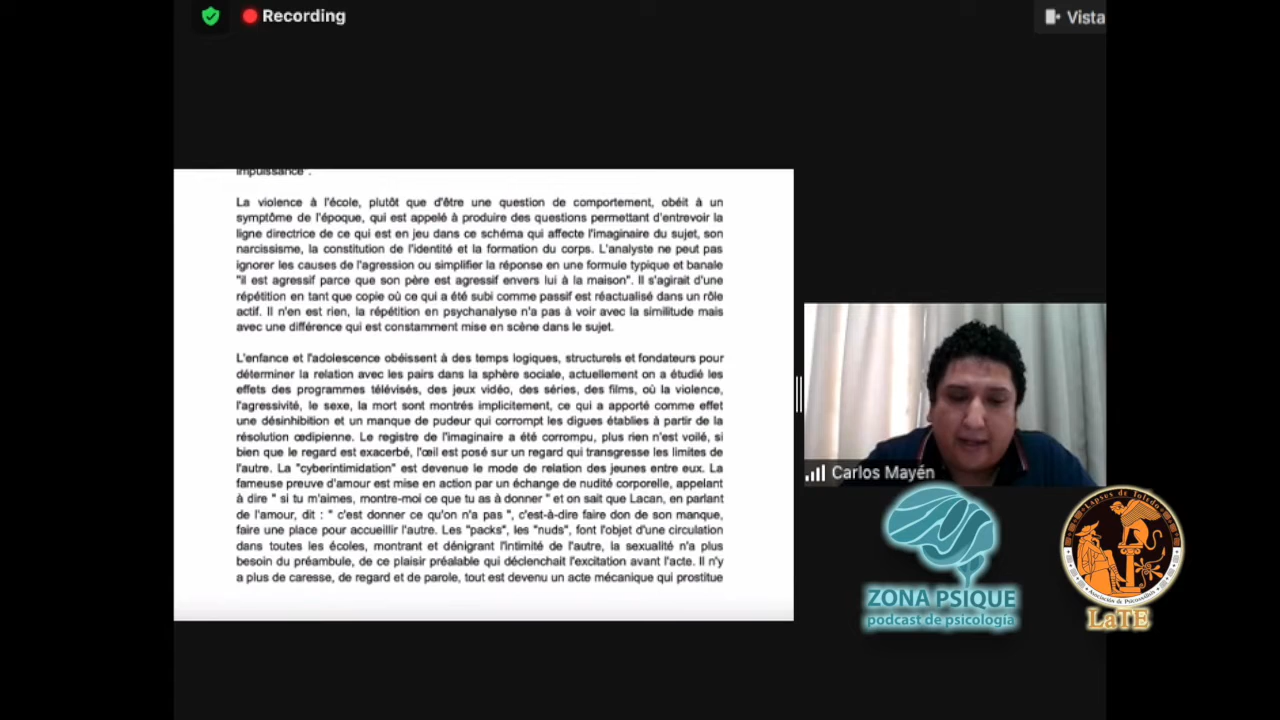 Recording
Vista
impuissance".
La violence à l'école, plutôt que d'être une question de comportement, obéit à un
symptôme de l'époque, qui est appelé à produire des questions permettant d'entrevoir la
ligne directrice de ce qui est en jeu dans ce schéma qui affecte l'imaginaire du sujet, son
narcissisme, la constitution de l'identité et la formation du corps. L'analyste ne peut pas
ignorer les causes de l'agression ou simplifier la réponse en une formule typique et banale
"il est agressif parce que son père est agressif envers lui à la maison". Il s'agirait d'une
répétition en tant que copie où ce qui a été subi comme passif est réactualisé dans un rôle
actif. Il n'en est rien, la répétition en psychanalyse n'a pas à voir avec la similitude mais
avec une différence qui est constamment mise en scène dans le sujet.
L'enfance et l'adolescence obéissent à des temps logiques, structurels et fondateurs pour
déterminer la relation avec les pairs dans la sphère sociale, actuellement on a étudié les
effets des programmes télévisés, des jeux vidéo, des séries, des films, où la violence,
l'agressivité, le sexe, la mort sont montrés implicitement, ce qui a apporté comme effet
une désinhibition et un manque de pudeur qui corrompt les digues établies à partir de la
résolution œdipienne. Le registre de l'imaginaire a été corrompu, plus rien n'est voilé, si
bien que le regard est exacerbé, l'œil est posé sur un regard qui transgresse les limites de
l'autre. La "cyberintimidation" est devenue le mode de relation des jeunes entre eux. La
fameuse preuve d'amour est mise en action par un échange de nudité corporelle, appelant
à dire " si tu m'aimes, montre-moi ce que tu as à donner " et on sait que Lacan, en parlant
de l'amour, dit : " c'est donner ce qu'on n'a pas ", c'est-à-dire faire don de son manque,
faire une place pour accueillir l'autre. Les "packs", les "nuds", font l'objet d'une circulation
dans toutes les écoles, montrant et dénigrant l'intimité de l'autre, la sexualité n'a plus
besoin du préambule, de ce plaisir préalable qui déclenchait l'excitation avant l'acte. Il n'y
a plus de caresse, de regard et de parole, tout est devenu un acte mécanique qui prostitue
Carlos Mayén
ZONA PSIQUE
podcast de psicología
Lapsus de Toledo
Asociación de Psicoanálisis
LaTE